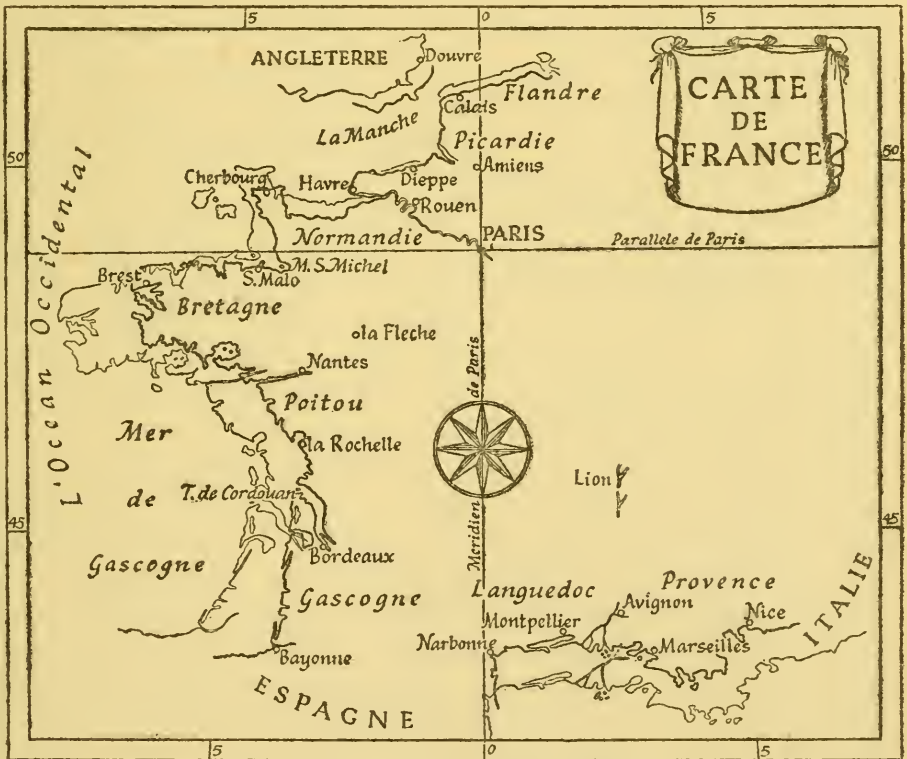 5 0 5
ANGLETERRE
Douvre
CARTE
DE
FRANCE
Flandre
Calais
La Manche
Picardie
50
50
Amiens
Cherbourg
Havre
Dieppe
Rouen
Normandie
PARIS
Parallele de Paris
L'Ocean Occidental
M.S.Michel
S.Malo
Brest
Bretagne
la Fleche
Nantes
de Paris
Poitou
Mer
la Rochelle
Lion
de
T. de Cordouan
45
45
Meridien
Bordeaux
Gascogne
Gascogne
Languedoc
Provence
ITALIE
Avignon
Nice
Montpellier
Narbonne
Marseilles
Bayonne
ESPAGNE
5 0 5